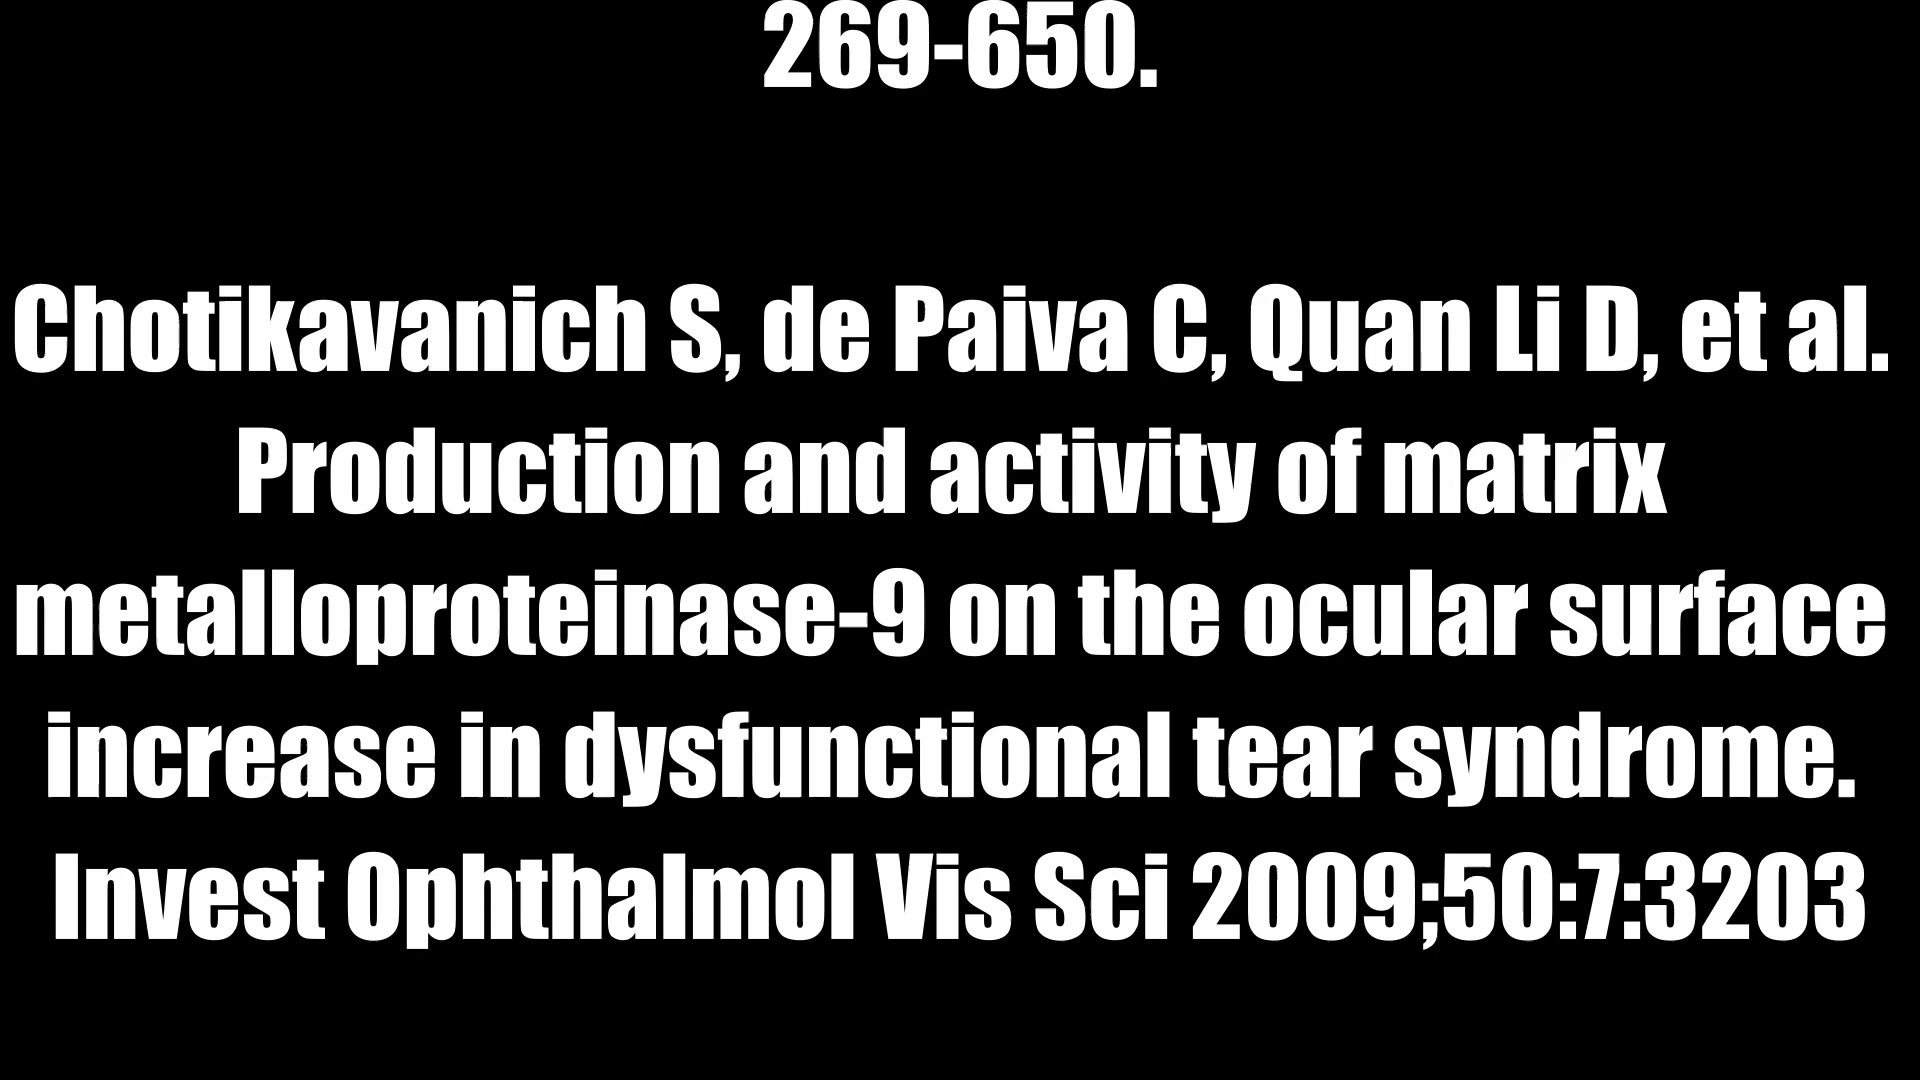 269-650.
Chotikavanich S, de Paiva C, Quan Li D, et al.
Production and activity of matrix
metalloproteinase-9 on the ocular surface
increase in dysfunctional tear syndrome.
Invest Ophthalmol Vis Sci 2009;50:7:3203